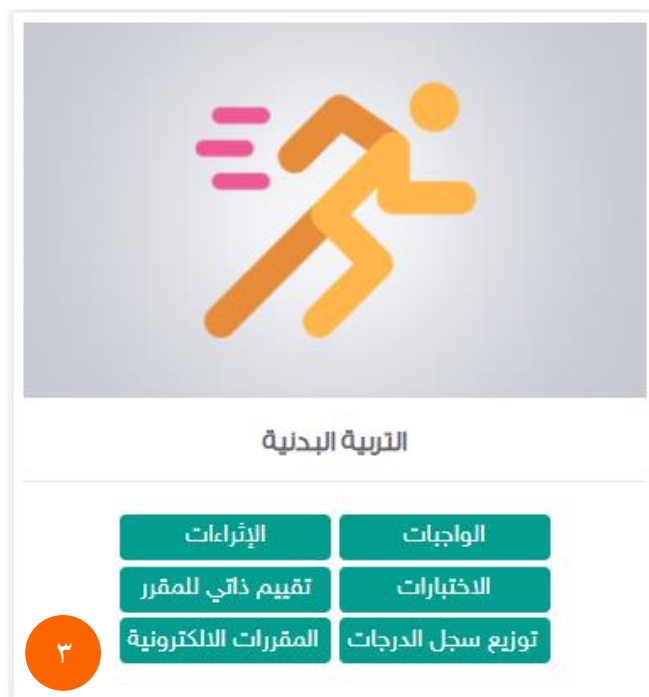 التربية البدنية
الواجبات الإثراءات
الاختبارات تقييم ذاتي للمقرر
توزيع سجل الدرجات المقررات الالكترونية
٣